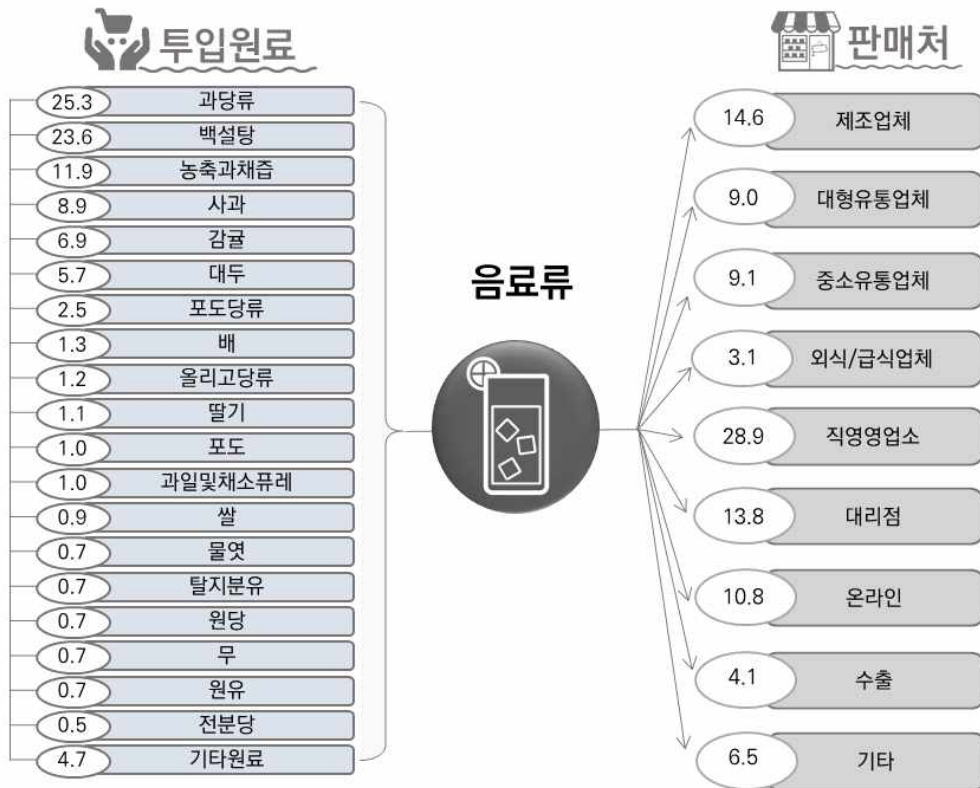 투입원료
25.3 과당류
23.6 백설탕
11.9 농축과채즙
8.9 사과
6.9 감귤
5.7 대두
2.5 포도당류
1.3 배
1.2 올리고당류
1.1 딸기
1.0 포도
1.0 과일및채소퓨레
0.9 쌀
0.7 물엿
0.7 탈지분유
0.7 원당
0.7 무
0.7 원유
0.5 전분당
4.7 기타원료
음료류
판매처
14.6 제조업체
9.0 대형유통업체
9.1 중소유통업체
3.1 외식/급식업체
28.9 직영영업소
13.8 대리점
10.8 온라인
4.1 수출
6.5 기타